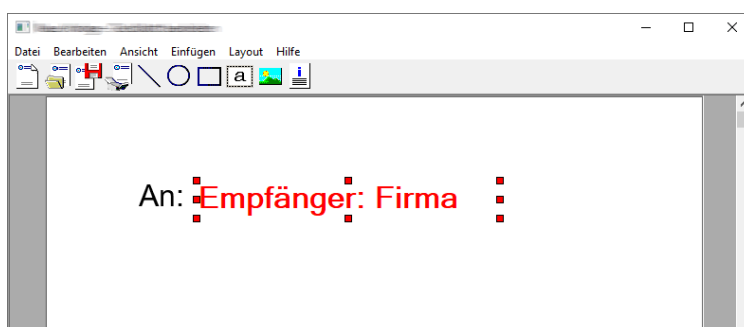 Datei Bearbeiten Ansicht Einfügen Layout Hilfe
a i
An: Empfänger: Firma